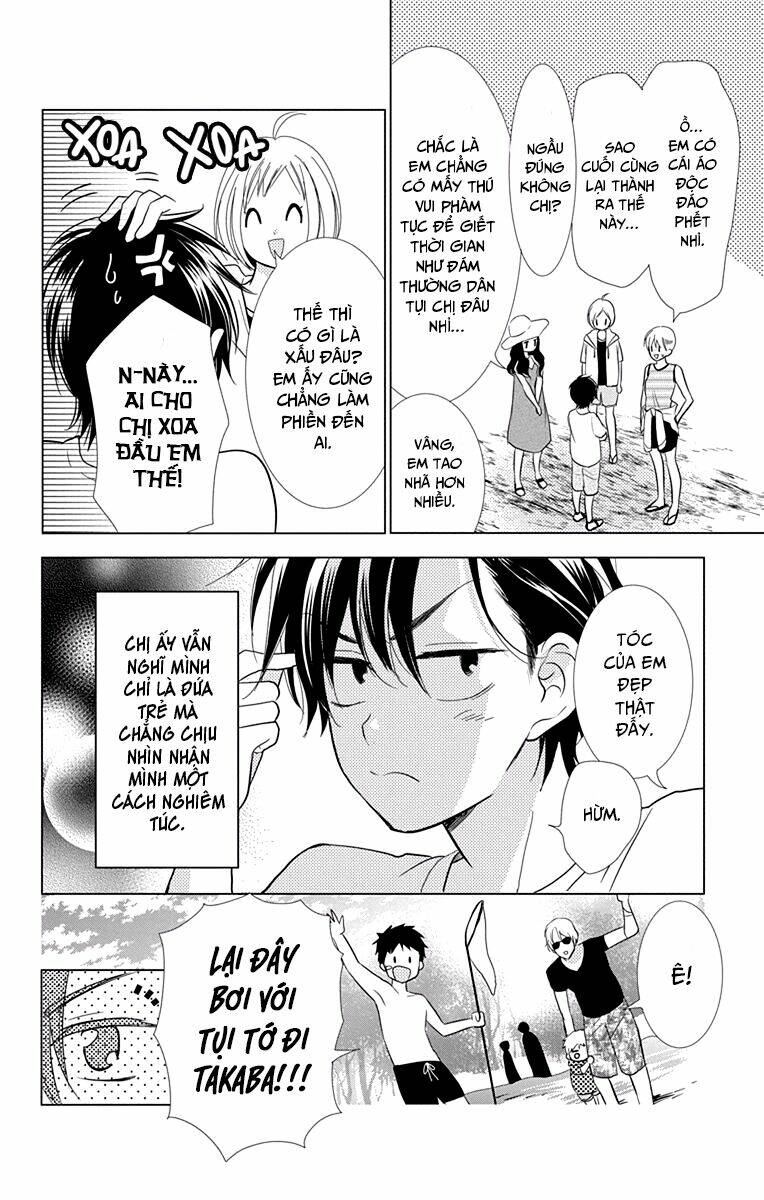 Ồ...
EM CÓ
CÁI ÁO
ĐỘC
ĐÁO
PHẾT
NHỈ.
SAO
CUỐI CÙNG
LẠI THÀNH
RA THẾ
NÀY...
NGẦU
ĐÚNG
KHÔNG
CHỊ?
CHẮC LÀ
EM CHẲNG
CÓ MẤY THÚ
VUI PHÀM
TỤC ĐỂ GIẾT
THỜI GIAN
NHƯ ĐÁM
THƯỜNG DÂN
TỤI CHỊ ĐÂU
NHỈ...
VÂNG,
EM TAO
NHÃ HƠN
NHIỀU.
XOA XOA
THẾ THÌ
CÓ GÌ LÀ
XẤU ĐÂU?
EM ẤY CŨNG
CHẲNG LÀM
PHIỀN ĐẾN
AI.
N-NÀY...
AI CHO
CHỊ XOA
ĐẦU EM
THẾ!
TÓC
CỦA EM
ĐẸP
THẬT
ĐẤY.
HỪM.
CHỊ ẤY VẪN
NGHĨ MÌNH
CHỈ LÀ ĐỨA
TRẺ MÀ
CHẲNG CHỊU
NHÌN NHẬN
MÌNH MỘT
CÁCH NGHIÊM
TÚC.
Ê!
LẠI ĐÂY
BƠI VỚI
TỤI TỚ ĐI
TAKABA!!!